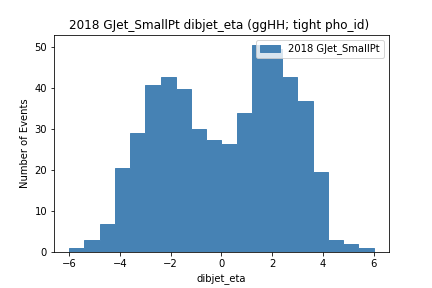 2018 GJet_SmallPt dibjet_eta (ggHH; tight pho_id)
2018 GJet_SmallPt
Number of Events
50
40
30
20
10
0
−6 −4 −2 0 2 4 6
dibjet_eta